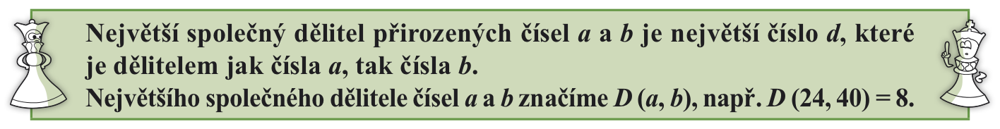 Největší společný dělitel přirozených čísel a a b je největší číslo d, které
je dělitelem jak čísla a, tak čísla b.
Největšího společného dělitele čísel a a b značíme D (a, b), např. D (24, 40) = 8.